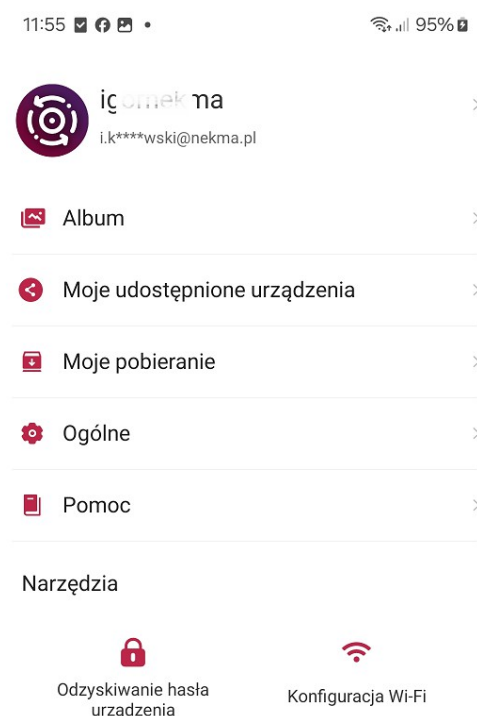 11:55
95%
i.k****wski@nekma.pl
Album
Moje udostępnione urządzenia
Moje pobieranie
Ogólne
Pomoc
Narzędzia
Odzyskiwanie hasła
urządzenia
Konfiguracja Wi-Fi